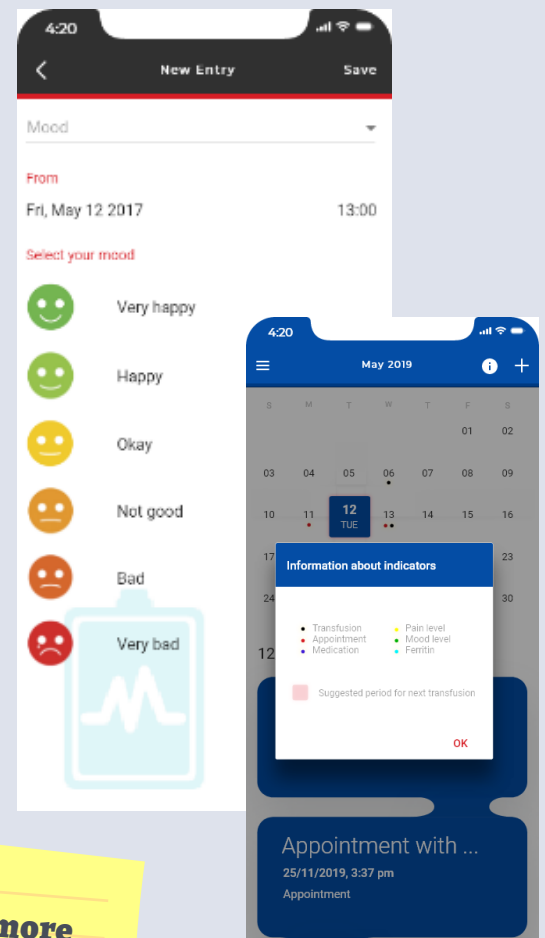 4:20
New Entry Save
Mood
From
Fri, May 12 2017 13:00
Select your mood
Very happy
Happy
Okay
Not good
Bad
Very bad
4:20
May 2019
S M T W T F S
01 02
03 04 05 06 07 08 09
10 11 12 13 14 15 16
TUE
17 23
24 30
12
Information about indicators
Transfusion Pain level
Appointment Mood level
Medication Ferritin
Suggested period for next transfusion
OK
Appointment with ...
25/11/2019, 3:37 pm
Appointment
more